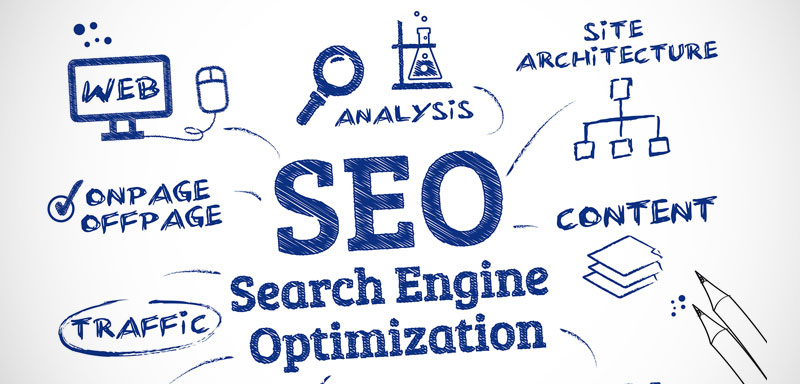 WEB
ANALYSIS
SiTE
ARCHiTECTURE
ONPAGE
OFFPAGE
SEO
CONTENT
Search Engine
Optimization
TRAFFiC